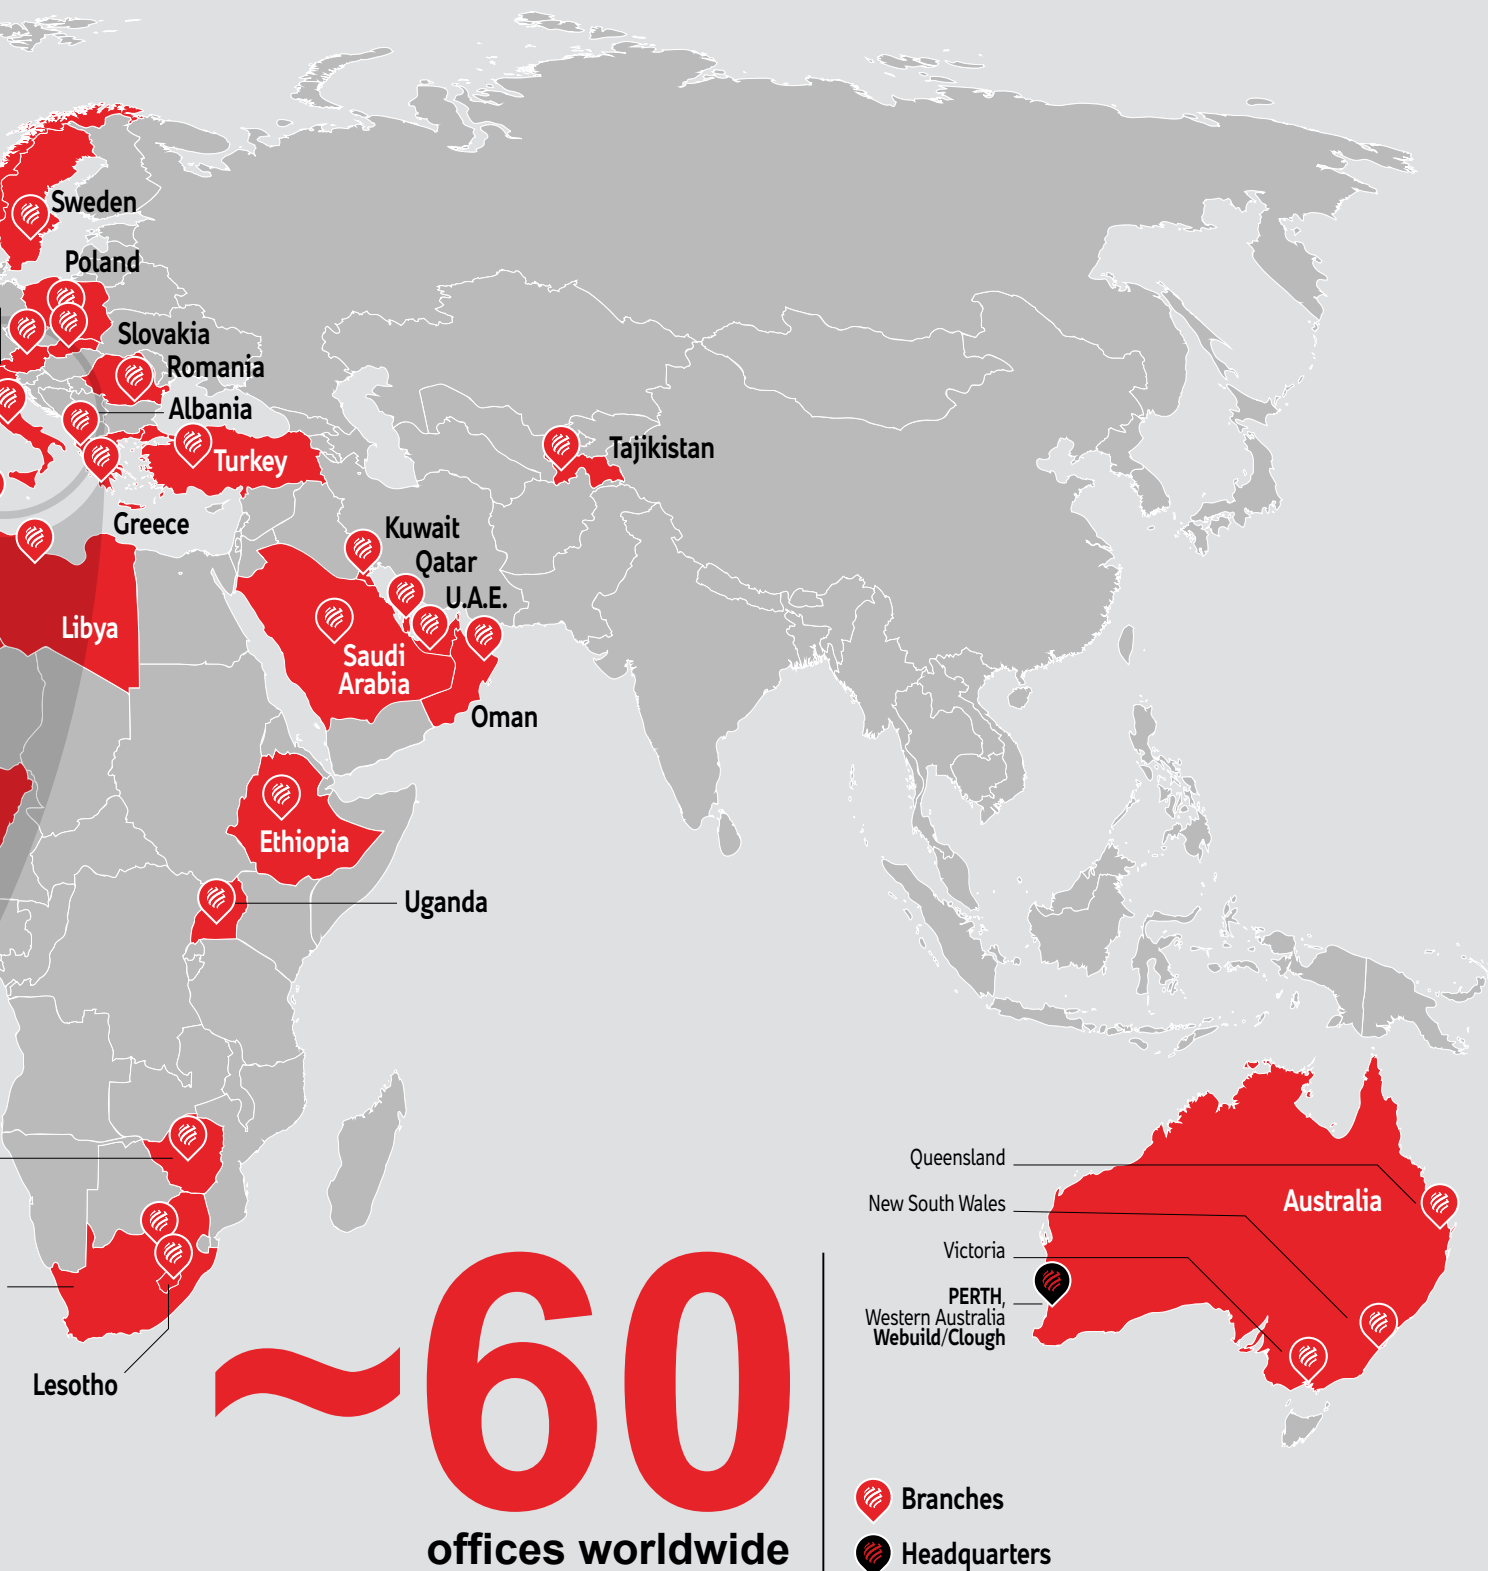 Sweden
Poland
Slovakia
Romania
Albania
Turkey
Tajikistan
Greece
Kuwait
Qatar
U.A.E.
Libya
Saudi
Arabia
Oman
Ethiopia
Uganda
Queensland
New South Wales
Australia
Victoria
PERTH,
Western Australia
Webuild/Clough
Lesotho
~60
offices worldwide
Branches
Headquarters